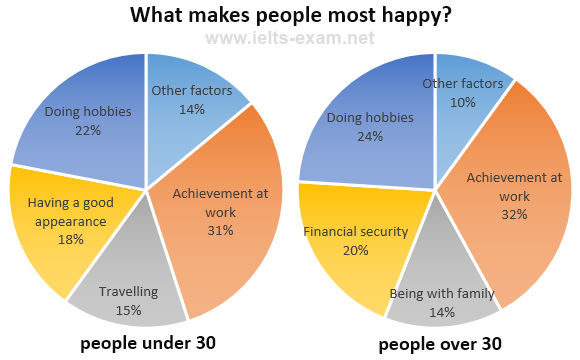 What makes people most happy?
www.ielts-exam.net
Other factors
14%
Doing hobbies
22%
Achievement at
work
31%
Having a good
appearance
18%
Travelling
15%
people under 30
Other factors
10%
Doing hobbies
24%
Achievement at
work
32%
Financial security
20%
Being with family
14%
people over 30